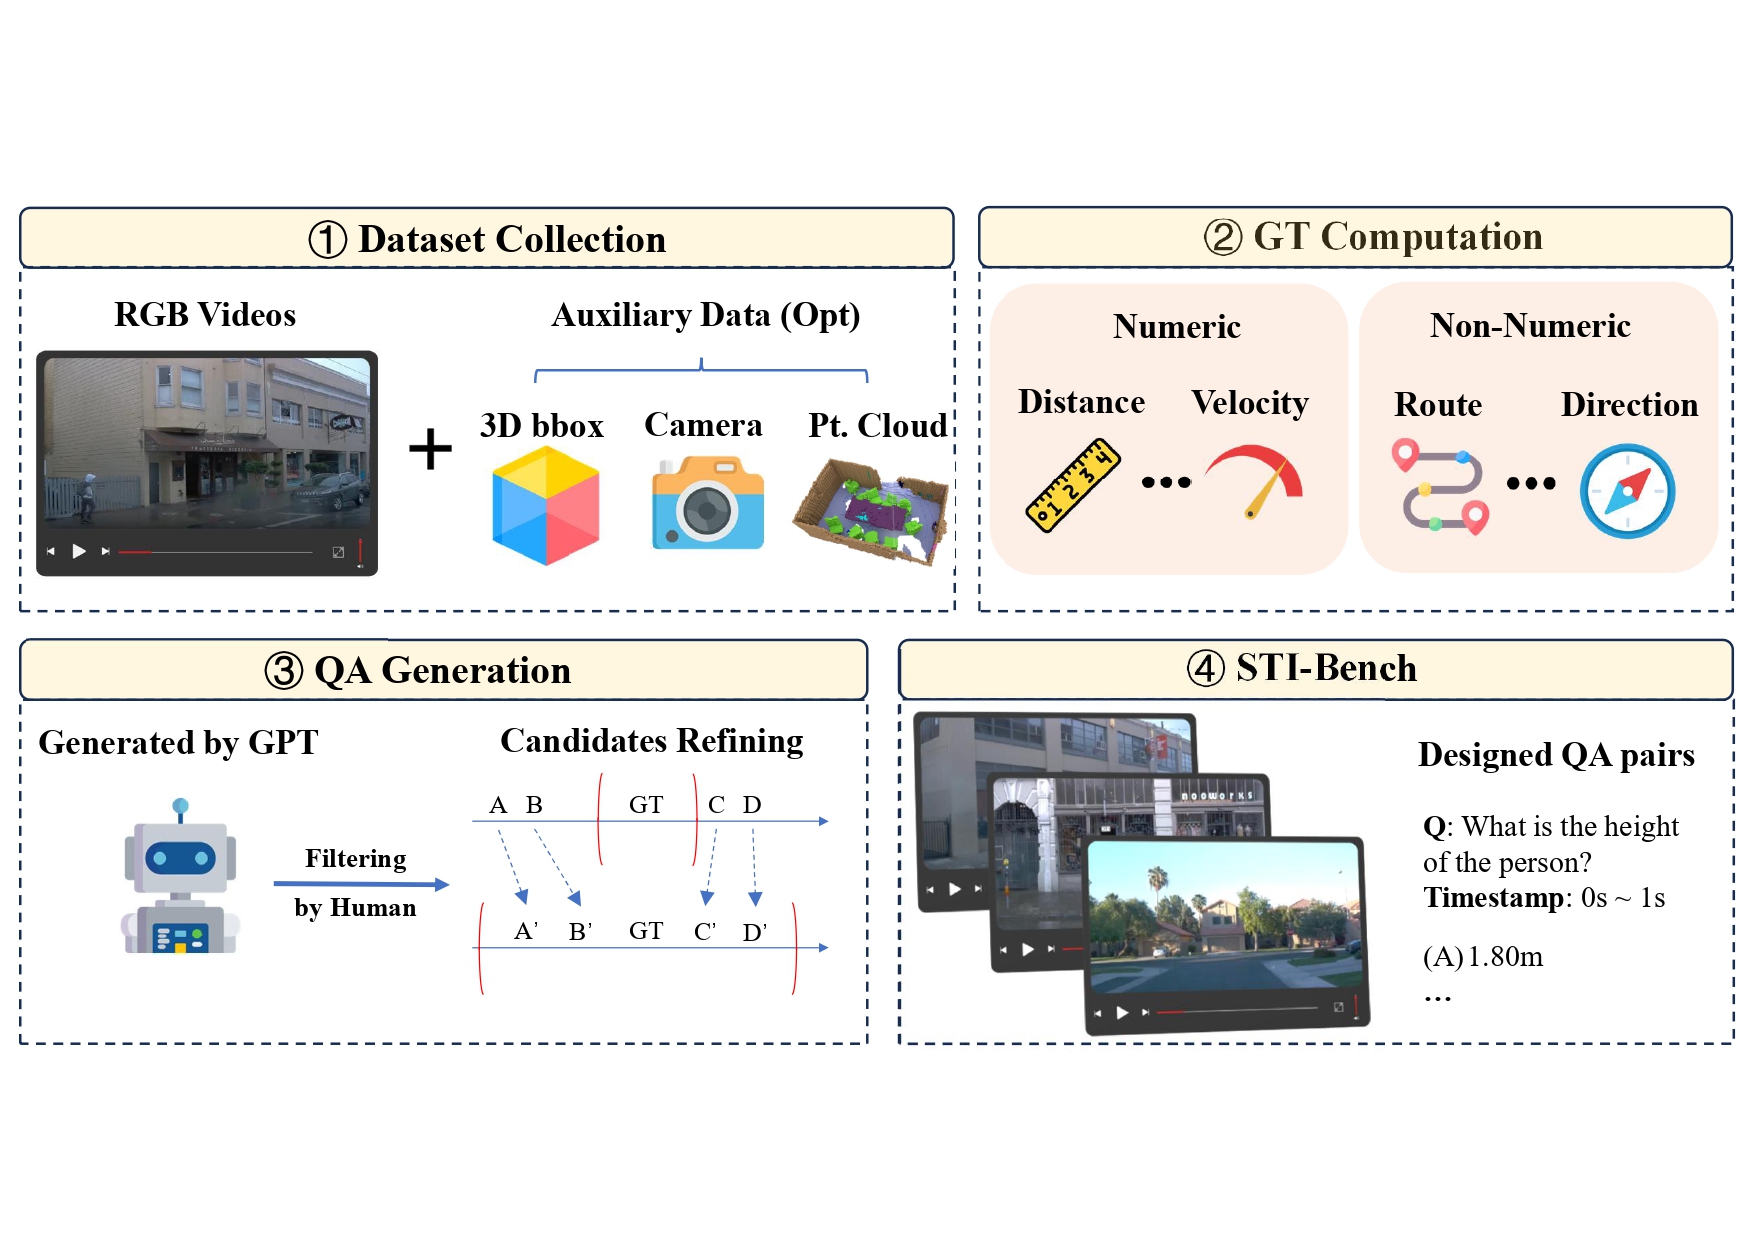 ① Dataset Collection
RGB Videos
Auxiliary Data (Opt)
3D bbox
Camera
Pt. Cloud
② GT Computation
Numeric
Distance
Velocity
1 2 3 4
Non-Numeric
Route
Direction
③ QA Generation
Generated by GPT
Filtering
by Human
Candidates Refining
A B GT C D
A’ B’ GT C’ D’
④ STI-Bench
nooworks
Designed QA pairs
Q: What is the height
of the person?
Timestamp: 0s ~ 1s
(A) 1.80m
...